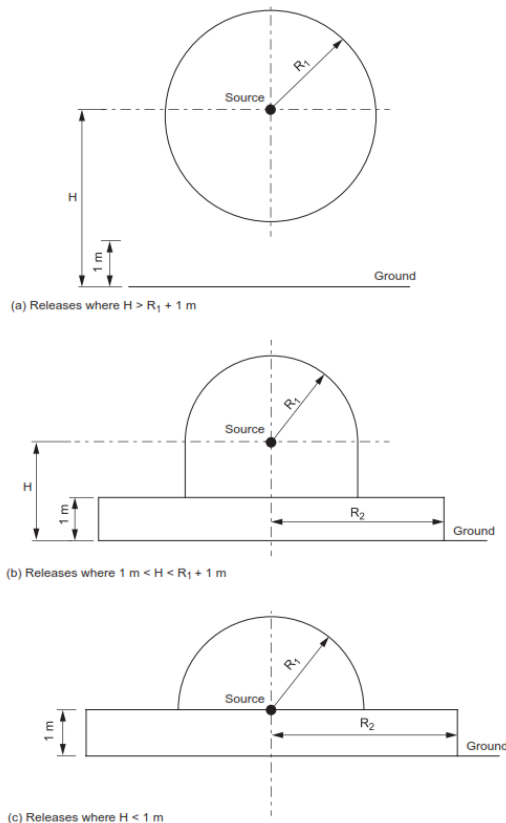 R₁
Source
H
1 m
Ground
(a) Releases where H > R₁ + 1 m
R₁
Source
H
1 m
R₂
Ground
(b) Releases where 1 m < H < R₁ + 1 m
R₁
Source
1 m
R₂
Ground
(c) Releases where H < 1 m